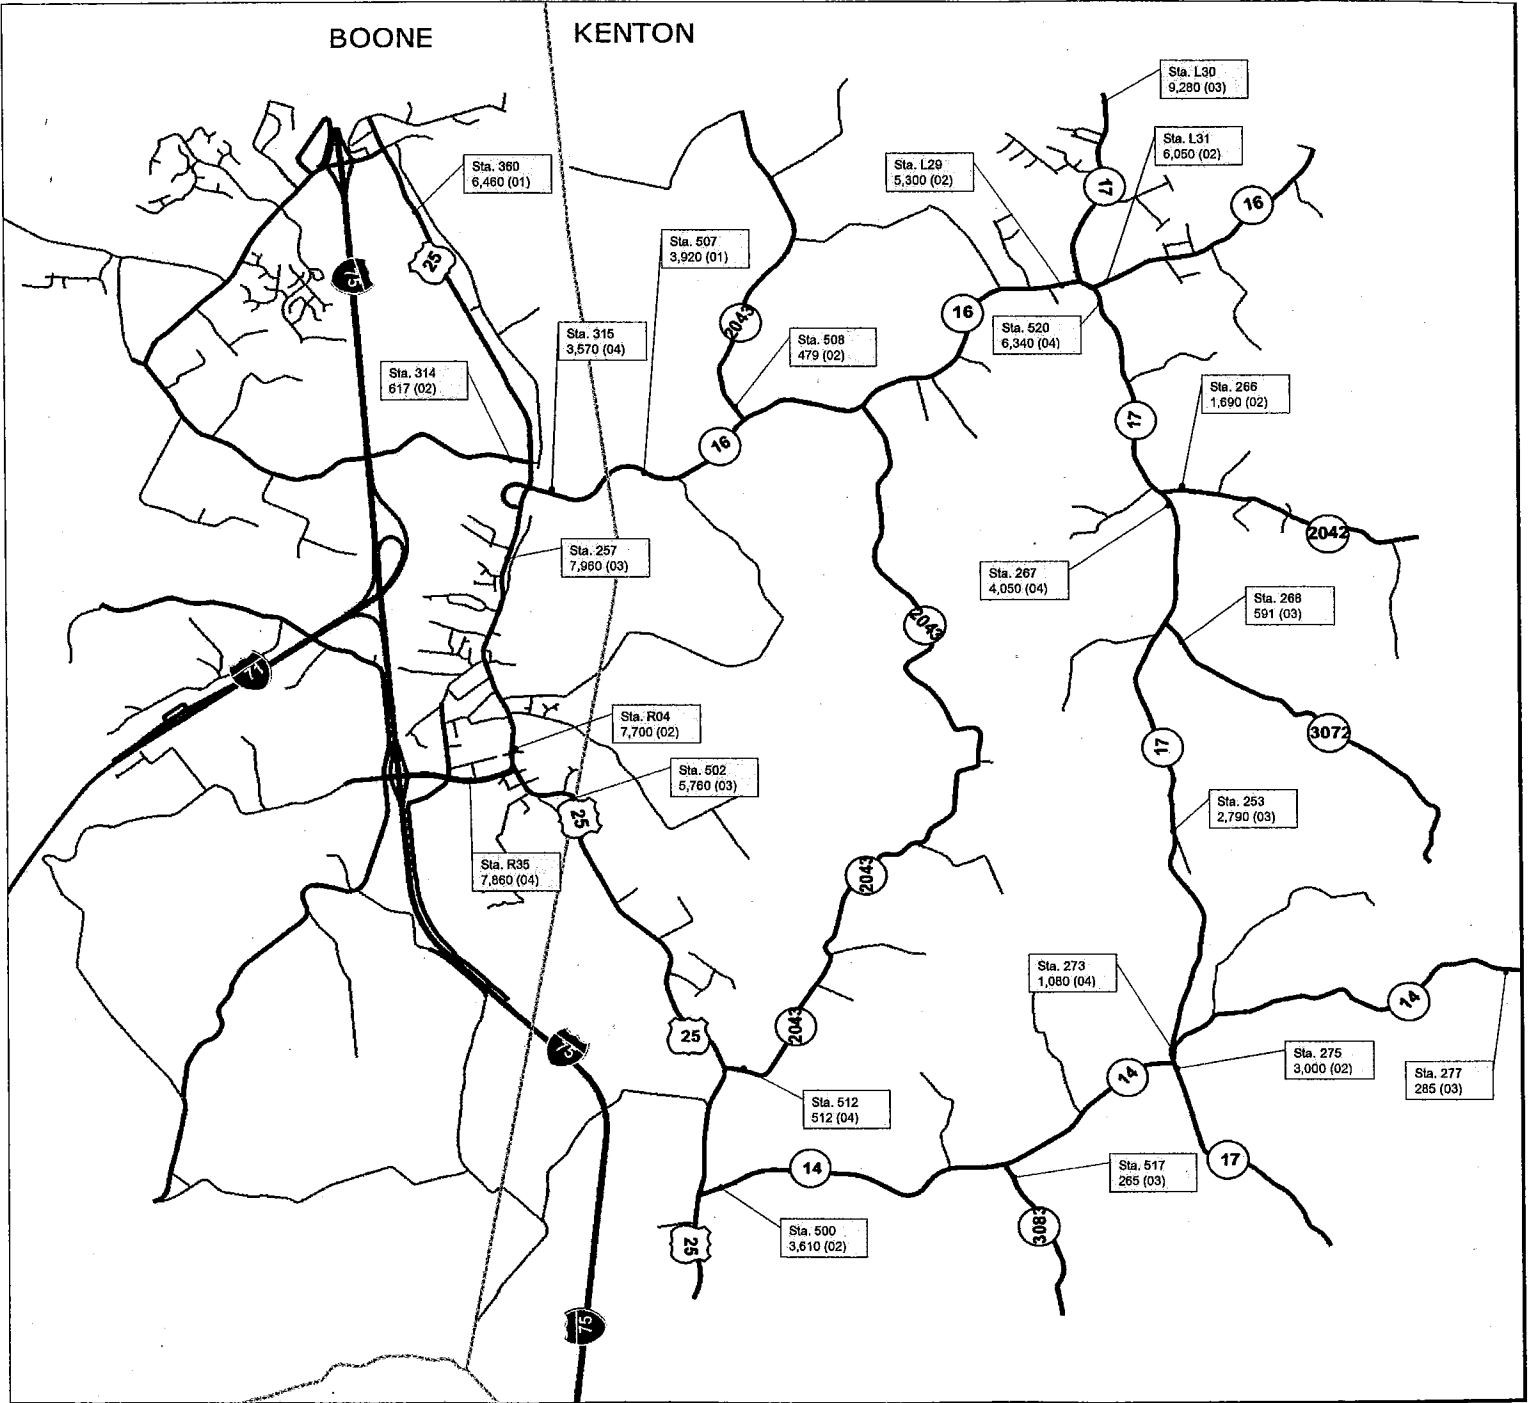 BOONE
KENTON
Sta. L30
9,280 (03)
Sta. L31
6,050 (02)
Sta. L29
5,300 (02)
Sta. 360
6,460 (01)
17
16
Sta. 507
3,920 (01)
25
2043
16
Sta. 315
3,570 (04)
Sta. 508
479 (02)
Sta. 520
6,340 (04)
Sta. 314
617 (02)
Sta. 266
1,690 (02)
17
16
2042
Sta. 257
7,960 (03)
Sta. 267
4,050 (04)
Sta. 268
591 (03)
2043
71
Sta. R04
7,700 (02)
3072
17
Sta. 502
5,760 (03)
25
Sta. 253
2,790 (03)
Sta. R35
7,860 (04)
2043
Sta. 273
1,080 (04)
14
2043
25
75
Sta. 275
3,000 (02)
Sta. 277
285 (03)
14
Sta. 512
512 (04)
14
17
Sta. 517
265 (03)
Sta. 500
3,610 (02)
3083
25
75